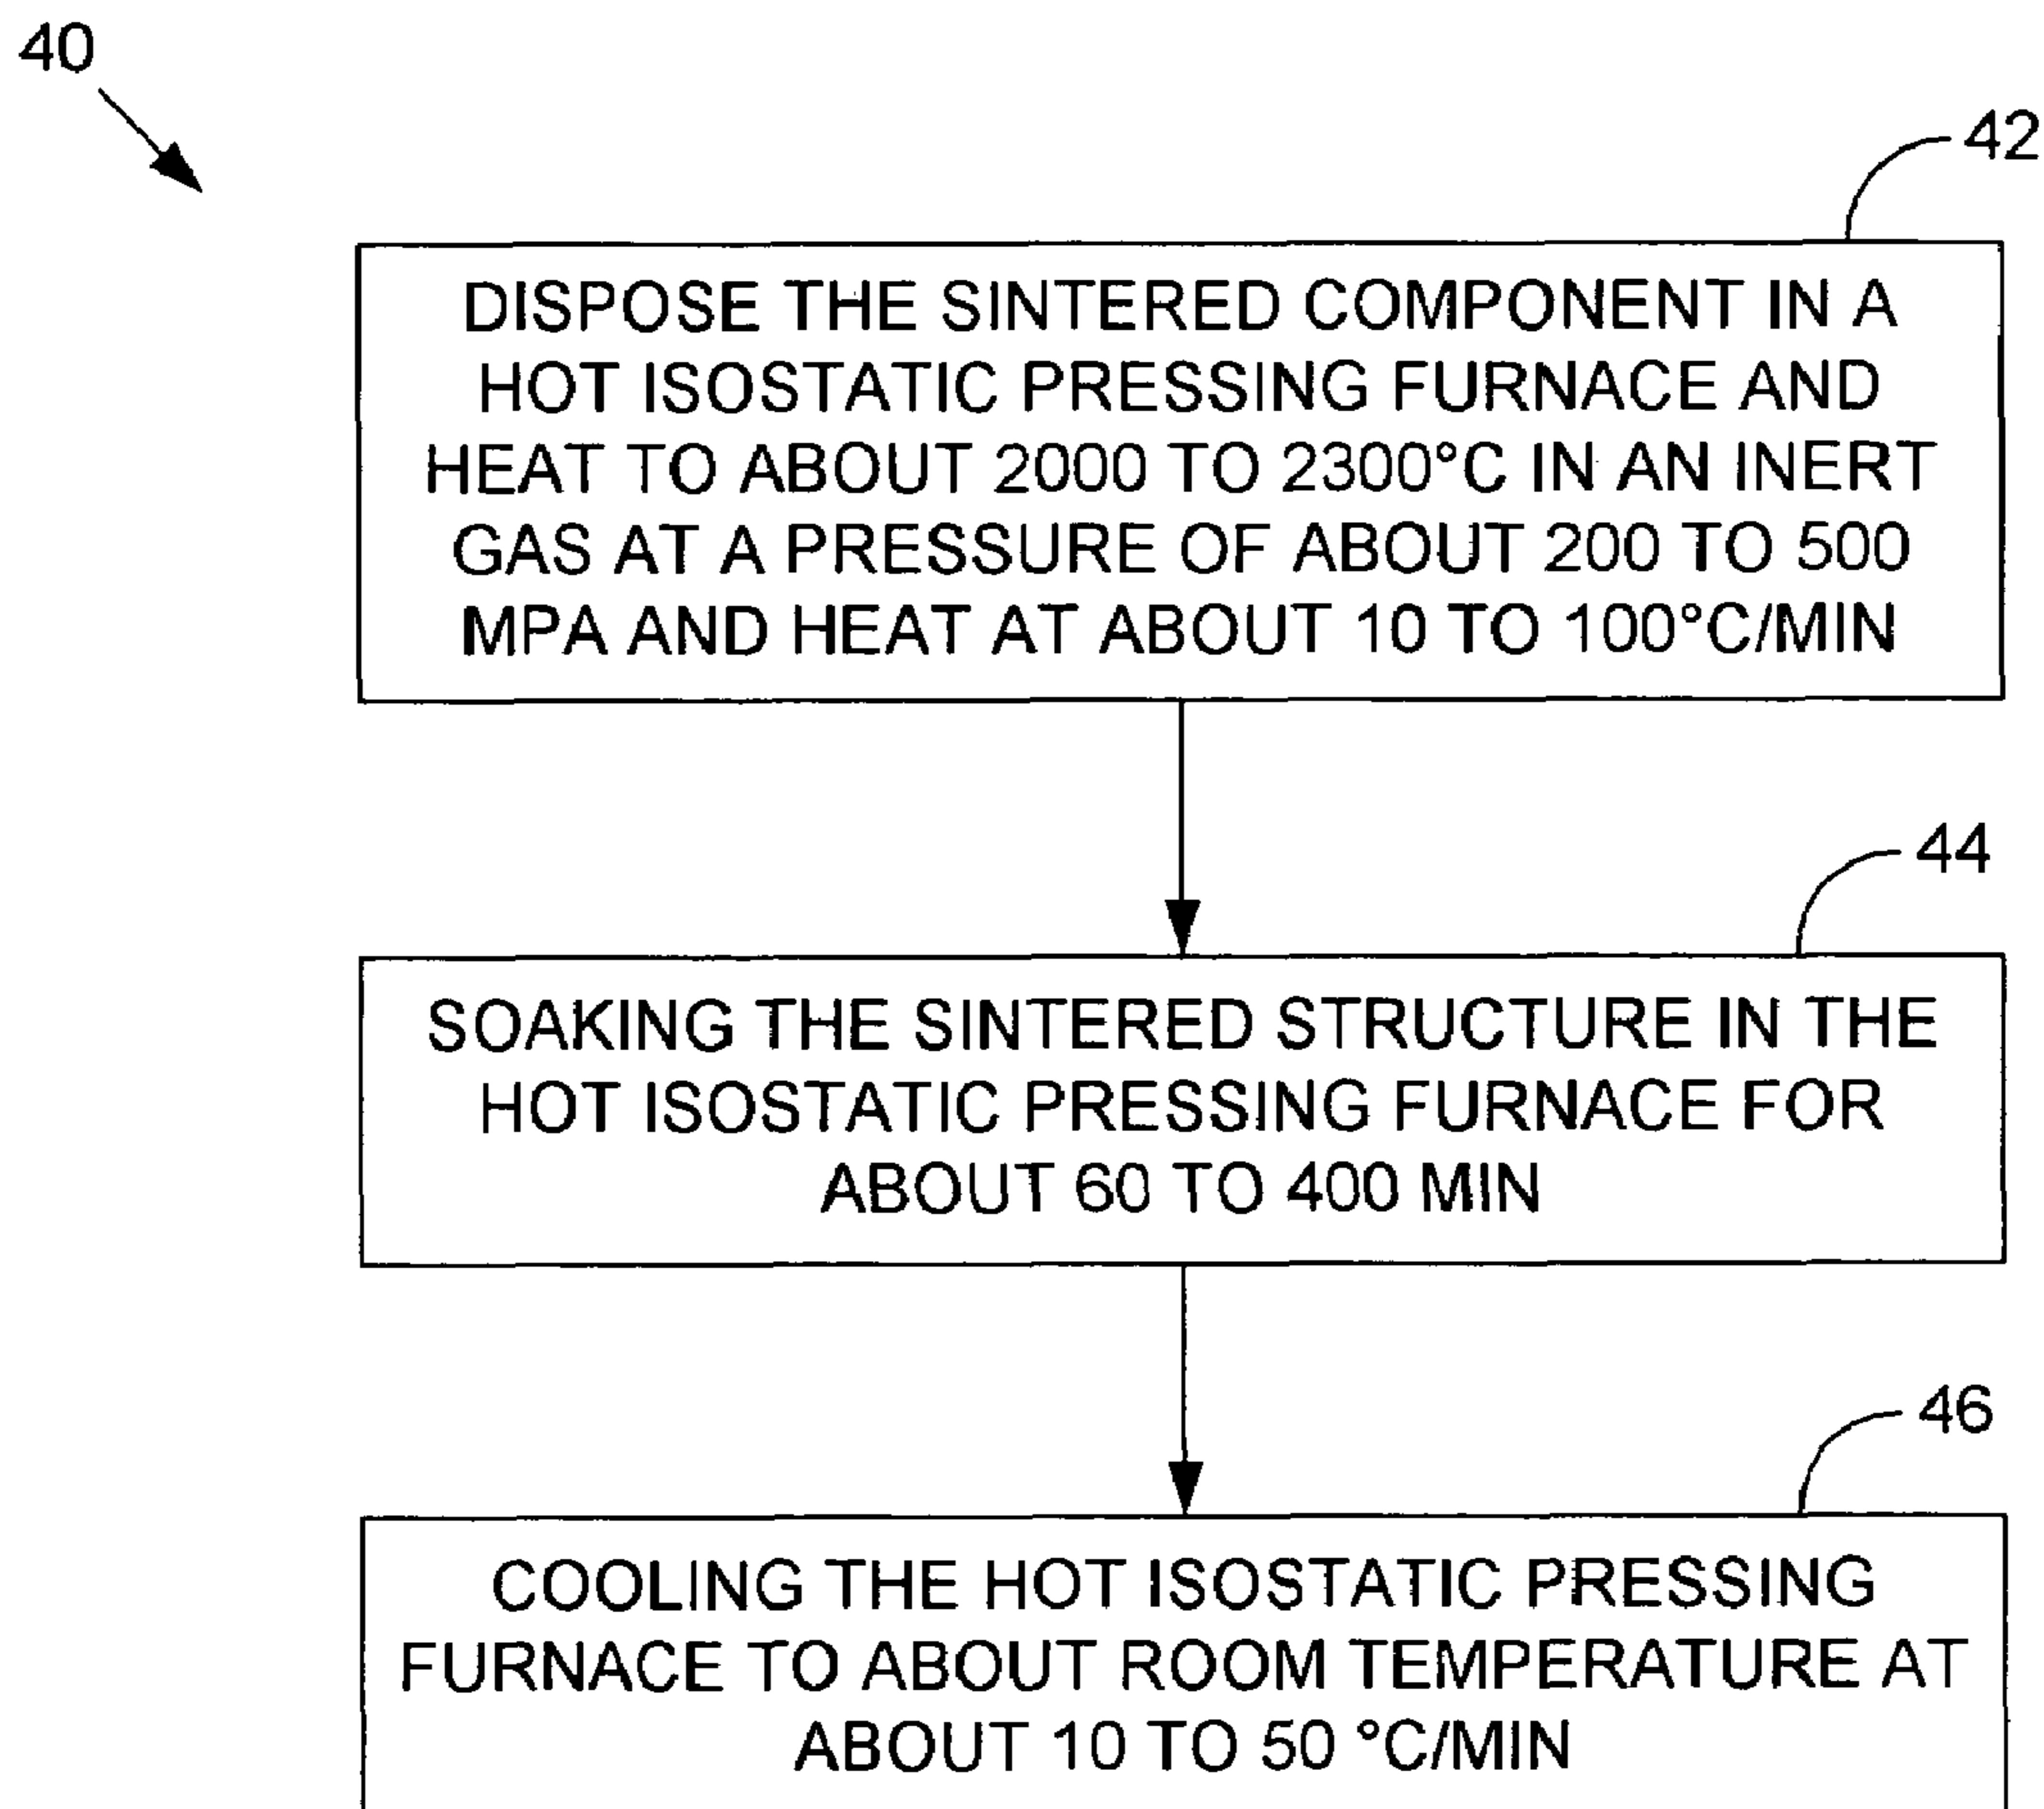 40
42
DISPOSE THE SINTERED COMPONENT IN A
HOT ISOSTATIC PRESSING FURNACE AND
HEAT TO ABOUT 2000 TO 2300°C IN AN INERT
GAS AT A PRESSURE OF ABOUT 200 TO 500
MPA AND HEAT AT ABOUT 10 TO 100°C/MIN
44
SOAKING THE SINTERED STRUCTURE IN THE
HOT ISOSTATIC PRESSING FURNACE FOR
ABOUT 60 TO 400 MIN
46
COOLING THE HOT ISOSTATIC PRESSING
FURNACE TO ABOUT ROOM TEMPERATURE AT
ABOUT 10 TO 50 °C/MIN